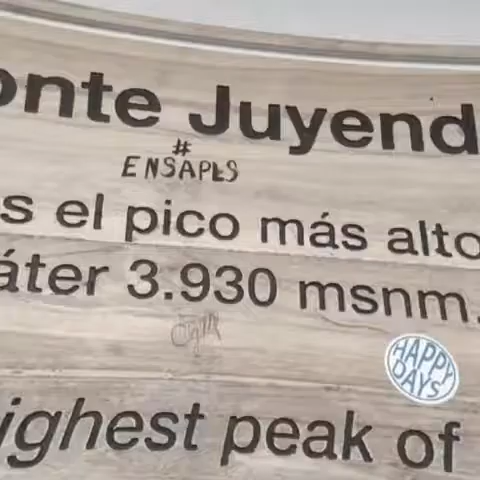 onte Juyend
#
ENSAPLS
s el pico más alto
áter 3.930 msnm.
HAPPY
DAYS
ighest peak of